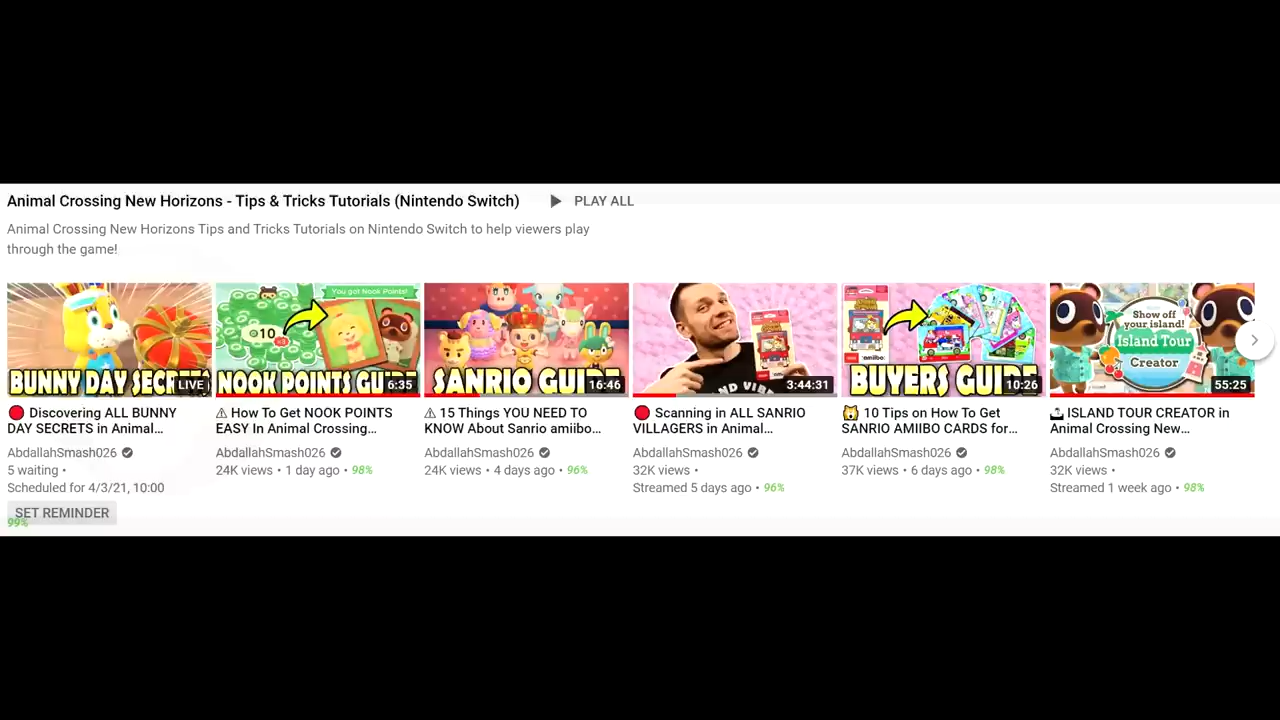 Animal Crossing New Horizons - Tips & Tricks Tutorials (Nintendo Switch)
PLAY ALL
Animal Crossing New Horizons Tips and Tricks Tutorials on Nintendo Switch to help viewers play
through the game!
BUNNY DAY
LIVE
Discovering ALL BUNNY
DAY SECRETS in Animal...
AbdallahSmash026
5 waiting •
Scheduled for 4/3/21, 10:00
SET REMINDER
99%
You got Nook Points!
10
NOOK POINTS
6:35
How To Get NOOK POINTS
EASY In Animal Crossing...
AbdallahSmash026
24K views • 1 day ago • 98%
SANRIO
16:46
15 Things YOU NEED TO
KNOW About Sanrio amiibo...
AbdallahSmash026
24K views • 4 days ago • 96%
3:44:31
Scanning in ALL SANRIO
VILLAGERS in Animal...
AbdallahSmash026
32K views •
Streamed 5 days ago • 96%
amiibo
BUYERS
10:26
10 Tips on How To Get
SANRIO AMIIBO CARDS for...
AbdallahSmash026
37K views • 6 days ago • 98%
Show off
your island!
Island Tour
Creator
55:25
ISLAND TOUR CREATOR in
Animal Crossing New...
AbdallahSmash026
32K views •
Streamed 1 week ago • 98%